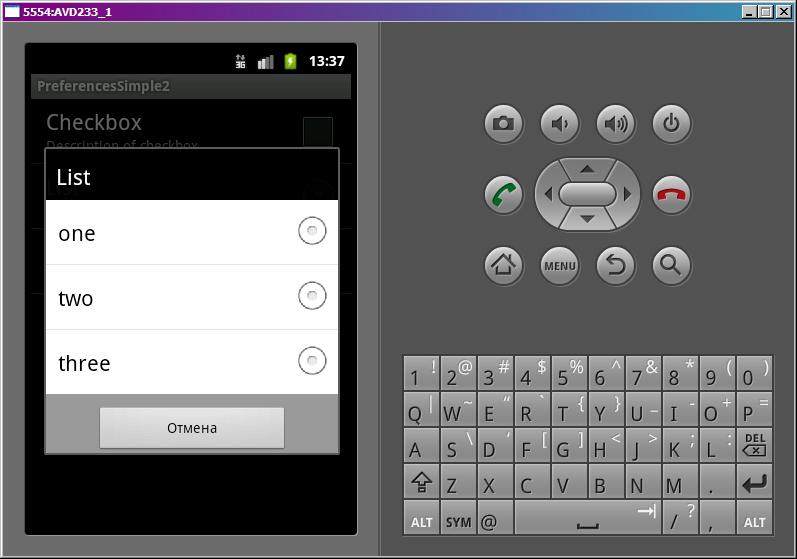 5554:AVD233_1
3G 13:37
PreferencesSimple2
Checkbox
Description of checkbox
List
one
two
three
Отмена
MENU
1 ! 2 @ 3 # 4 $ 5 % 6 ^ 7 & 8 * 9 ( 0 )
Q | W ~ E “ R ` T { Y } U _ I - O + P =
A S \ D ‘ F [ G ] H < J > K ; L : DEL
Z X C V B N M .
ALT SYM @ / ? , ALT